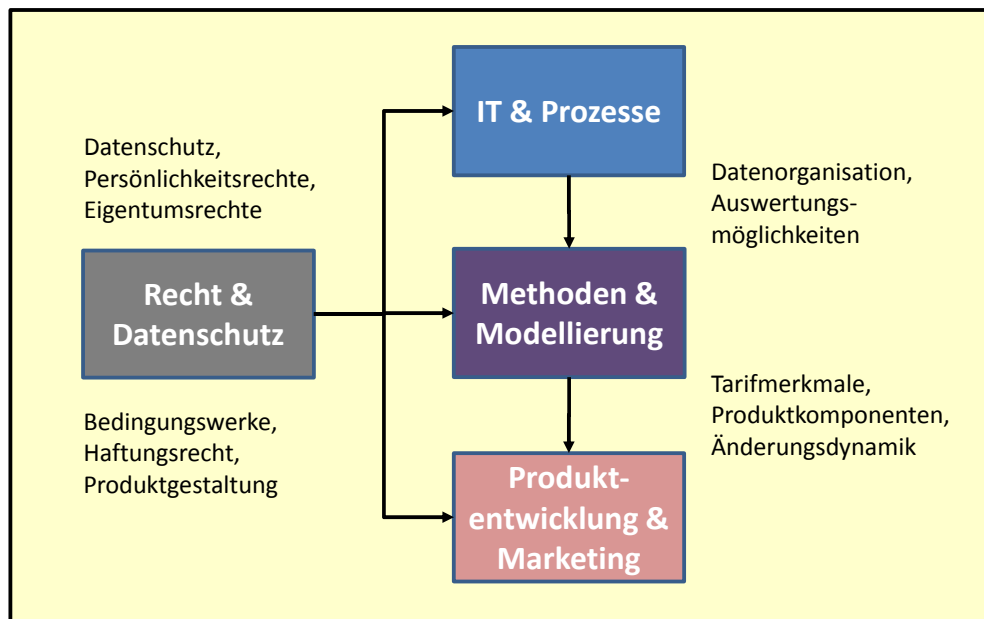 IT & Prozesse
Datenschutz,
Persönlichkeitsrechte,
Eigentumsrechte
Datenorganisation,
Auswertungs-
möglichkeiten
Recht &
Datenschutz
Methoden &
Modellierung
Bedingungswerke,
Haftungsrecht,
Produktgestaltung
Tarifmerkmale,
Produktkomponenten,
Änderungsdynamik
Produkt-
entwicklung &
Marketing